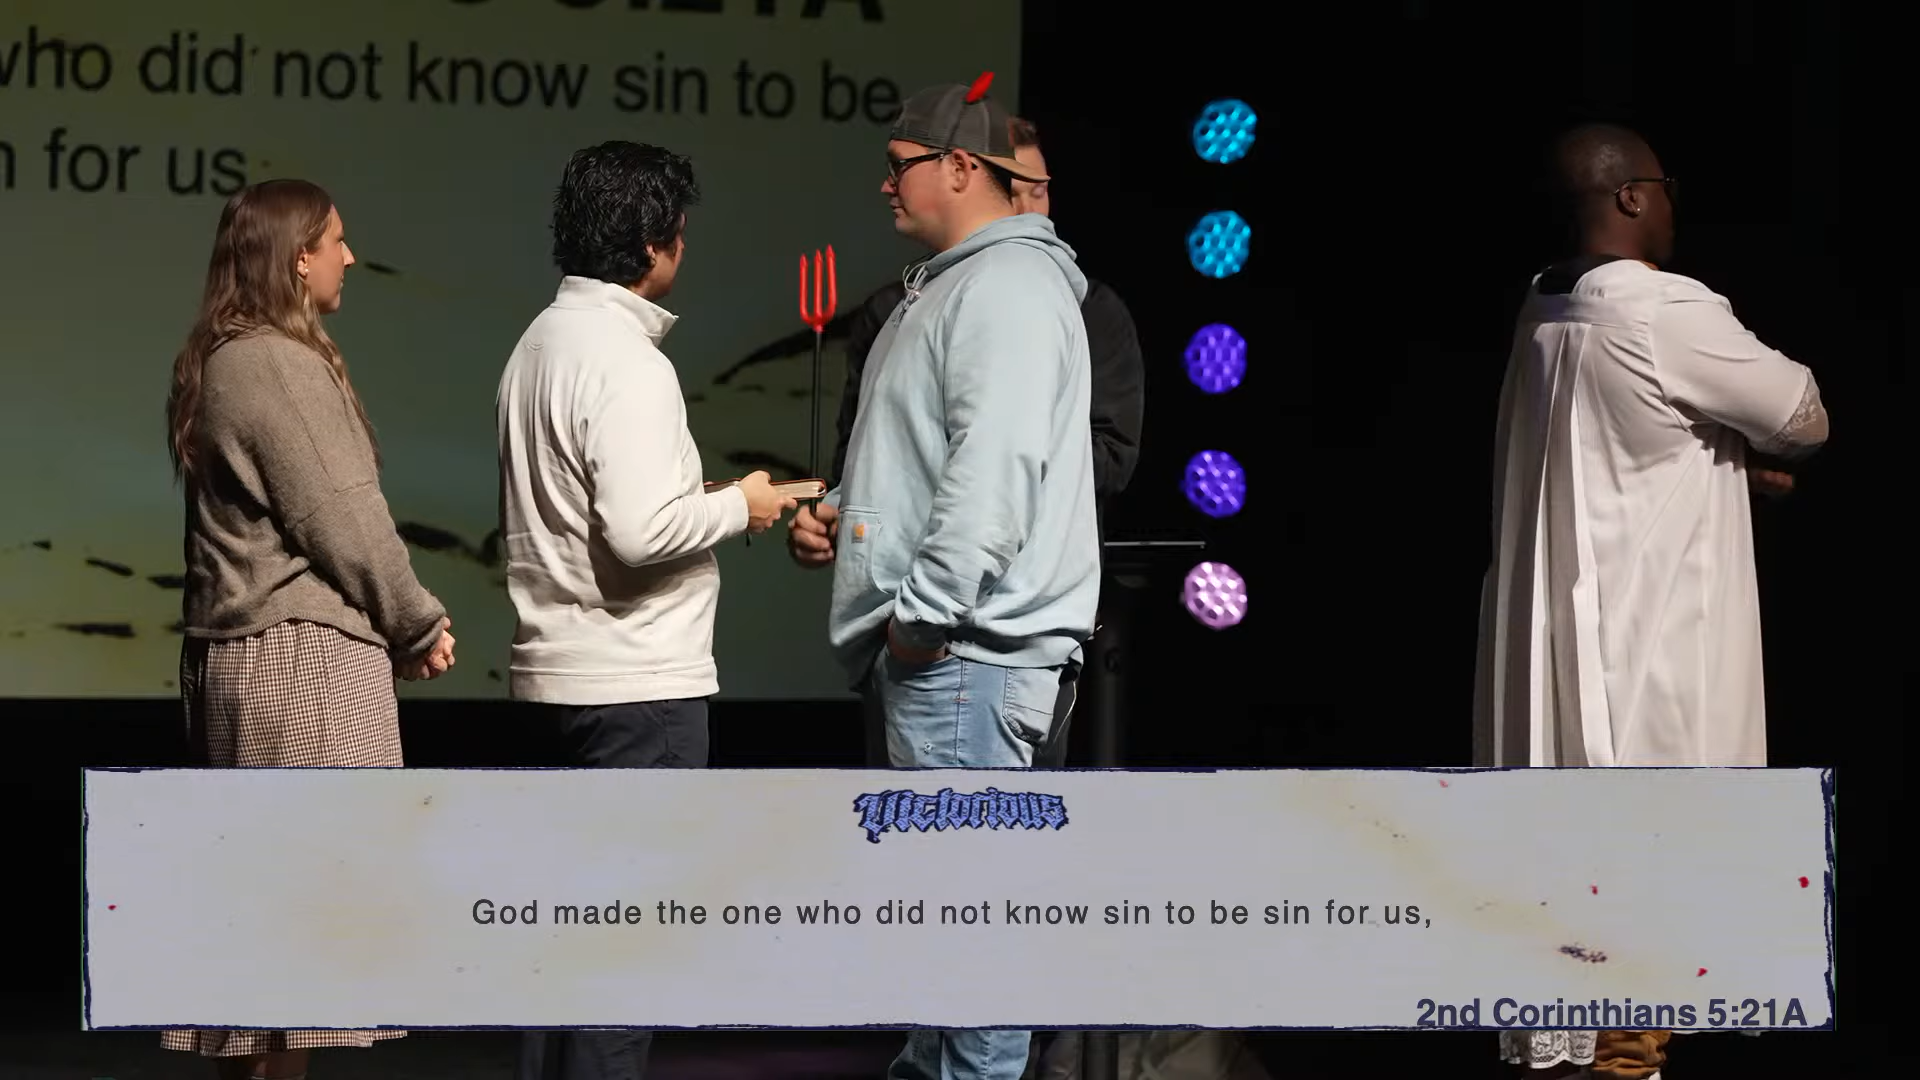 who did not know sin to be
for us
Victorious
God made the one who did not know sin to be sin for us,
2nd Corinthians 5:21A